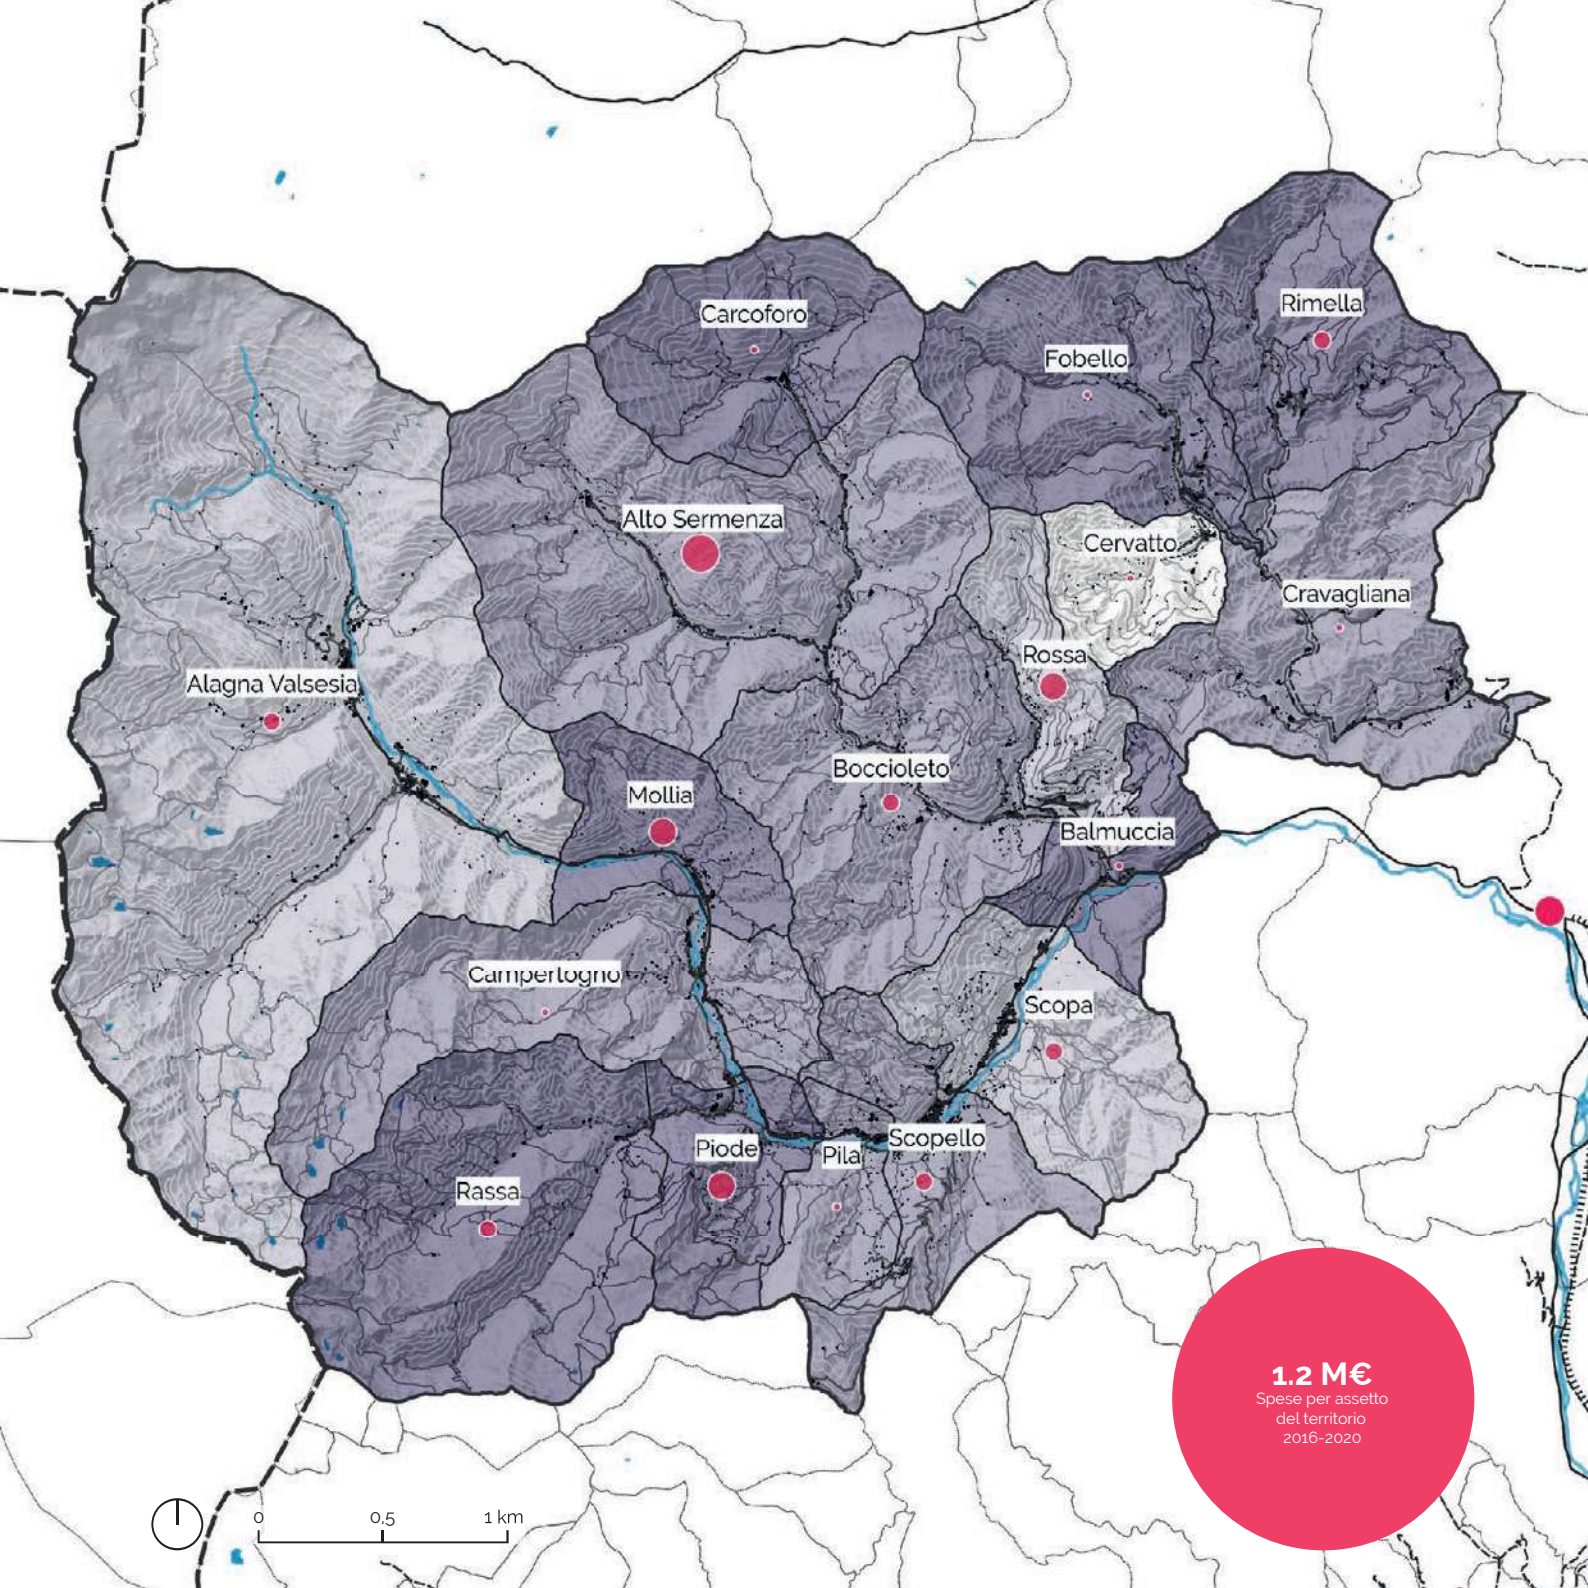 Carcoforo
Rimella
Fobello
Alto Sermenza
Cervatto
Cravagliana
Rossa
Alagna Valsesia
Boccioleto
Mollia
Balmuccia
Campertogno
Scopa
Scopello
Piode
Pila
Rassa
1.2 M€
Spese per assetto
del territorio
2016-2020
0 0,5 1 km